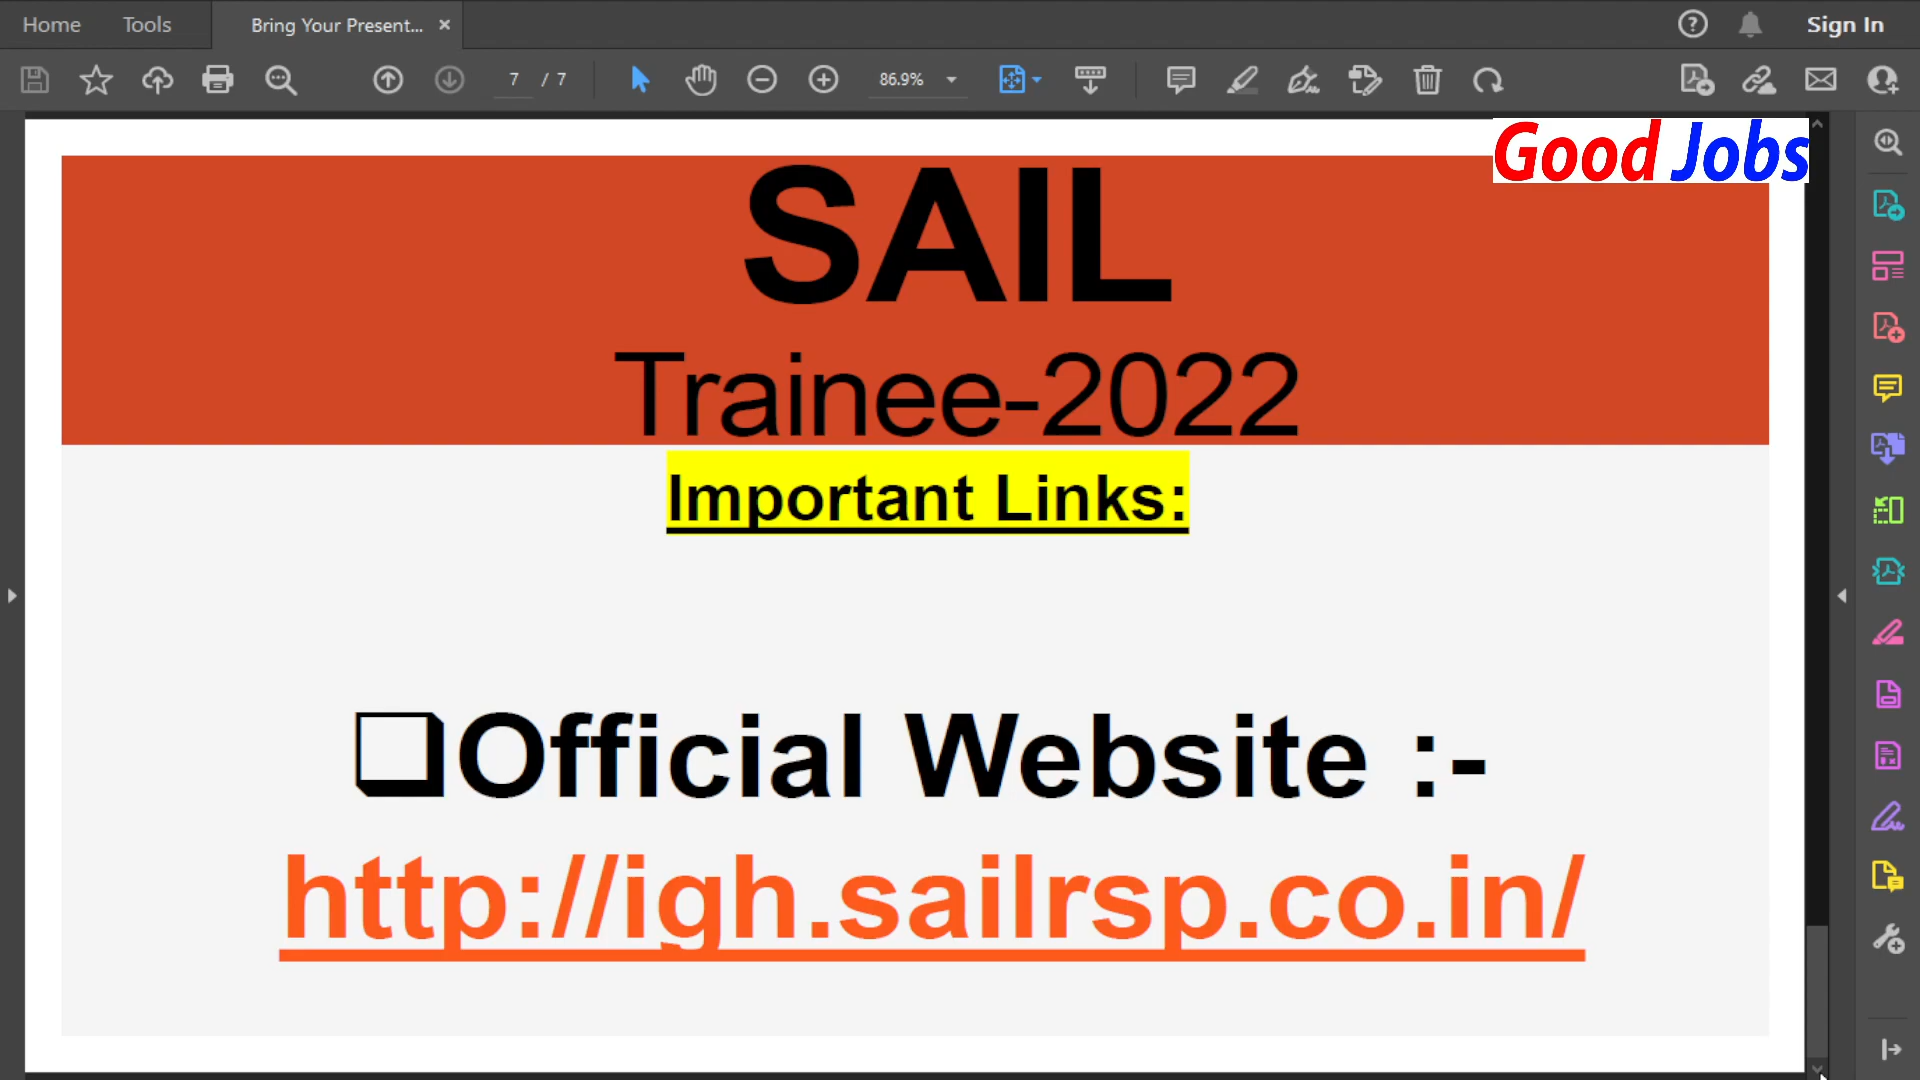 Home Tools Bring Your Present... × Sign In
7 / 7 86.9%
Good Jobs
SAIL
Trainee-2022
Important Links:
❑Official Website :-
http://igh.sailrsp.co.in/